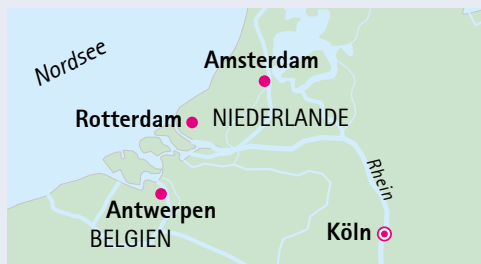 Nordsee
Amsterdam
Rotterdam
NIEDERLANDE
Rhein
Antwerpen
BELGIEN
Köln